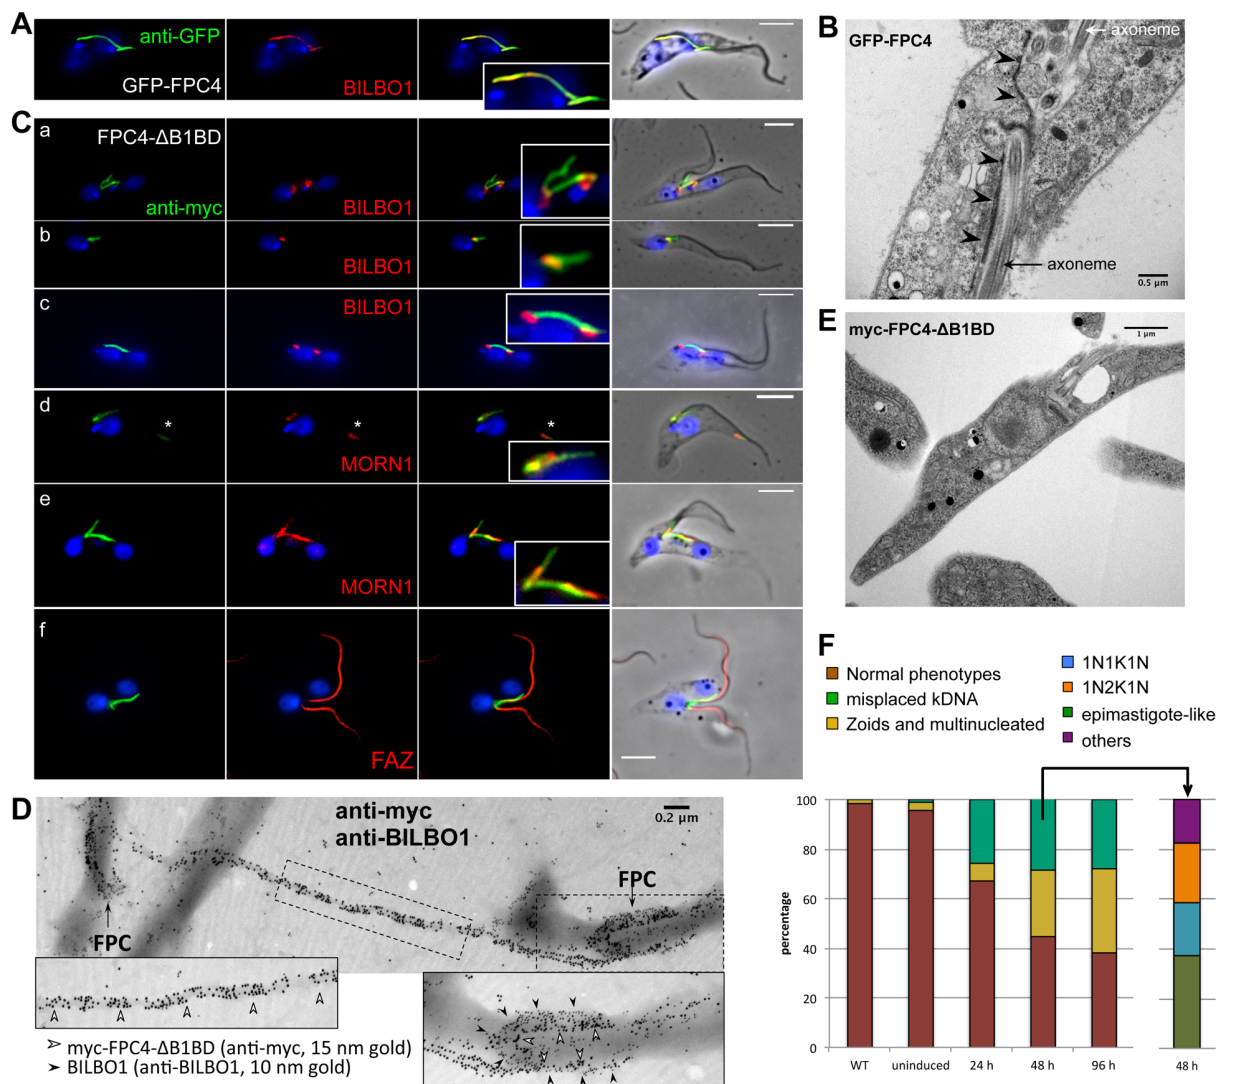 A
anti-GFP
GFP-FPC4
BILBO1
B
GFP-FPC4
axoneme
axoneme
0.5 µm
C
a
FPC4-ΔB1BD
anti-myc
BILBO1
b
BILBO1
c
BILBO1
d
*
*
*
MORN1
e
MORN1
f
FAZ
E
myc-FPC4-ΔB1BD
1 µm
D
anti-myc
anti-BILBO1
0.2 µm
FPC
FPC
myc-FPC4-ΔB1BD (anti-myc, 15 nm gold)
BILBO1 (anti-BILBO1, 10 nm gold)
F
Normal phenotypes
misplaced kDNA
Zoids and multinucleated
1N1K1N
1N2K1N
epimastigote-like
others
percentage
100
80
60
40
20
0
WT
uninduced
24 h
48 h
96 h
48 h